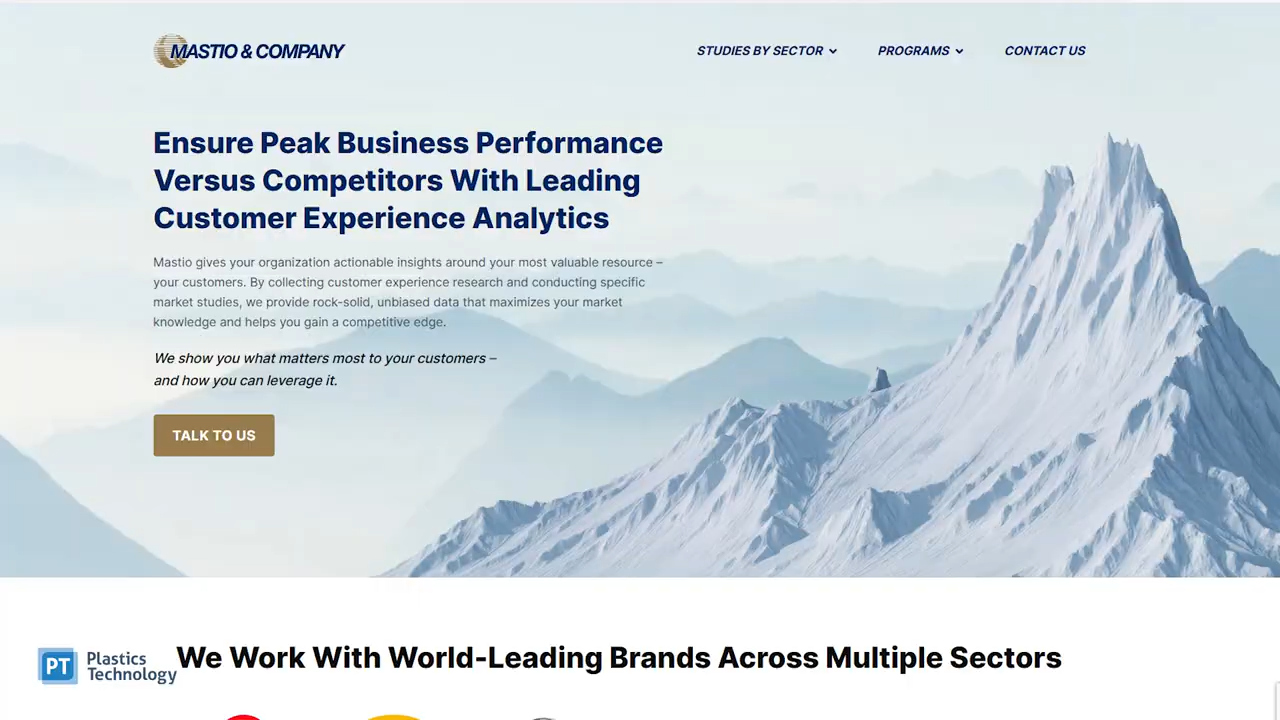 MASTIO & COMPANY
STUDIES BY SECTOR
PROGRAMS
CONTACT US
Ensure Peak Business Performance
Versus Competitors With Leading
Customer Experience Analytics
Mastio gives your organization actionable insights around your most valuable resource –
your customers. By collecting customer experience research and conducting specific
market studies, we provide rock-solid, unbiased data that maximizes your market
knowledge and helps you gain a competitive edge.
We show you what matters most to your customers –
and how you can leverage it.
TALK TO US
We Work With World-Leading Brands Across Multiple Sectors
PT
Plastics
Technology